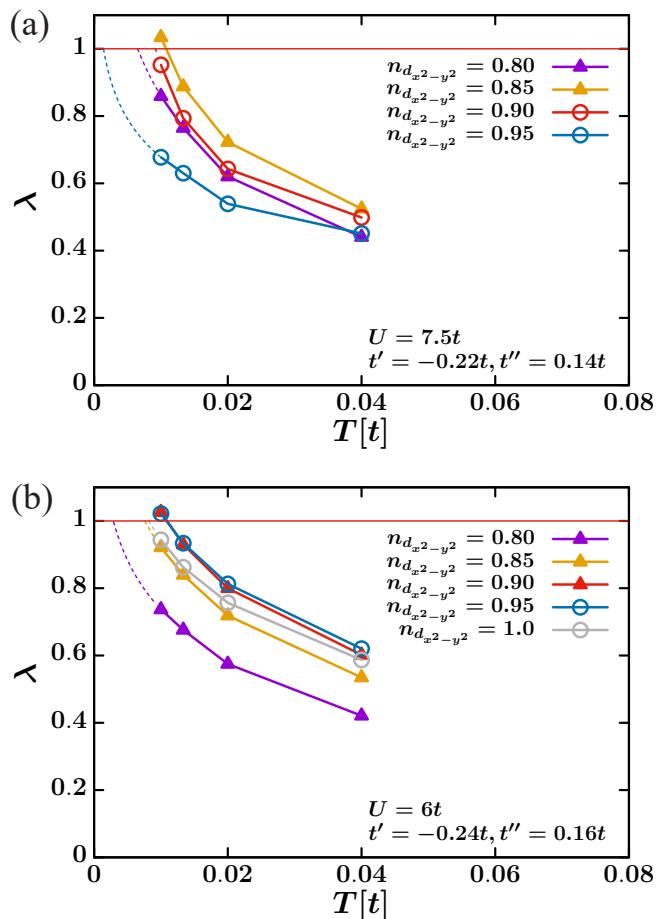 (a)
1
0.8
0.6
0.4
0.2
0
λ
n_{d_{x^2-y^2}} = 0.80
n_{d_{x^2-y^2}} = 0.85
n_{d_{x^2-y^2}} = 0.90
n_{d_{x^2-y^2}} = 0.95
U = 7.5t
t′ = −0.22t, t″ = 0.14t
0 0.02 0.04 0.06 0.08
T[t]
(b)
1
0.8
0.6
0.4
0.2
0
λ
n_{d_{x^2-y^2}} = 0.80
n_{d_{x^2-y^2}} = 0.85
n_{d_{x^2-y^2}} = 0.90
n_{d_{x^2-y^2}} = 0.95
n_{d_{x^2-y^2}} = 1.0
U = 6t
t′ = −0.24t, t″ = 0.16t
0 0.02 0.04 0.06 0.08
T[t]